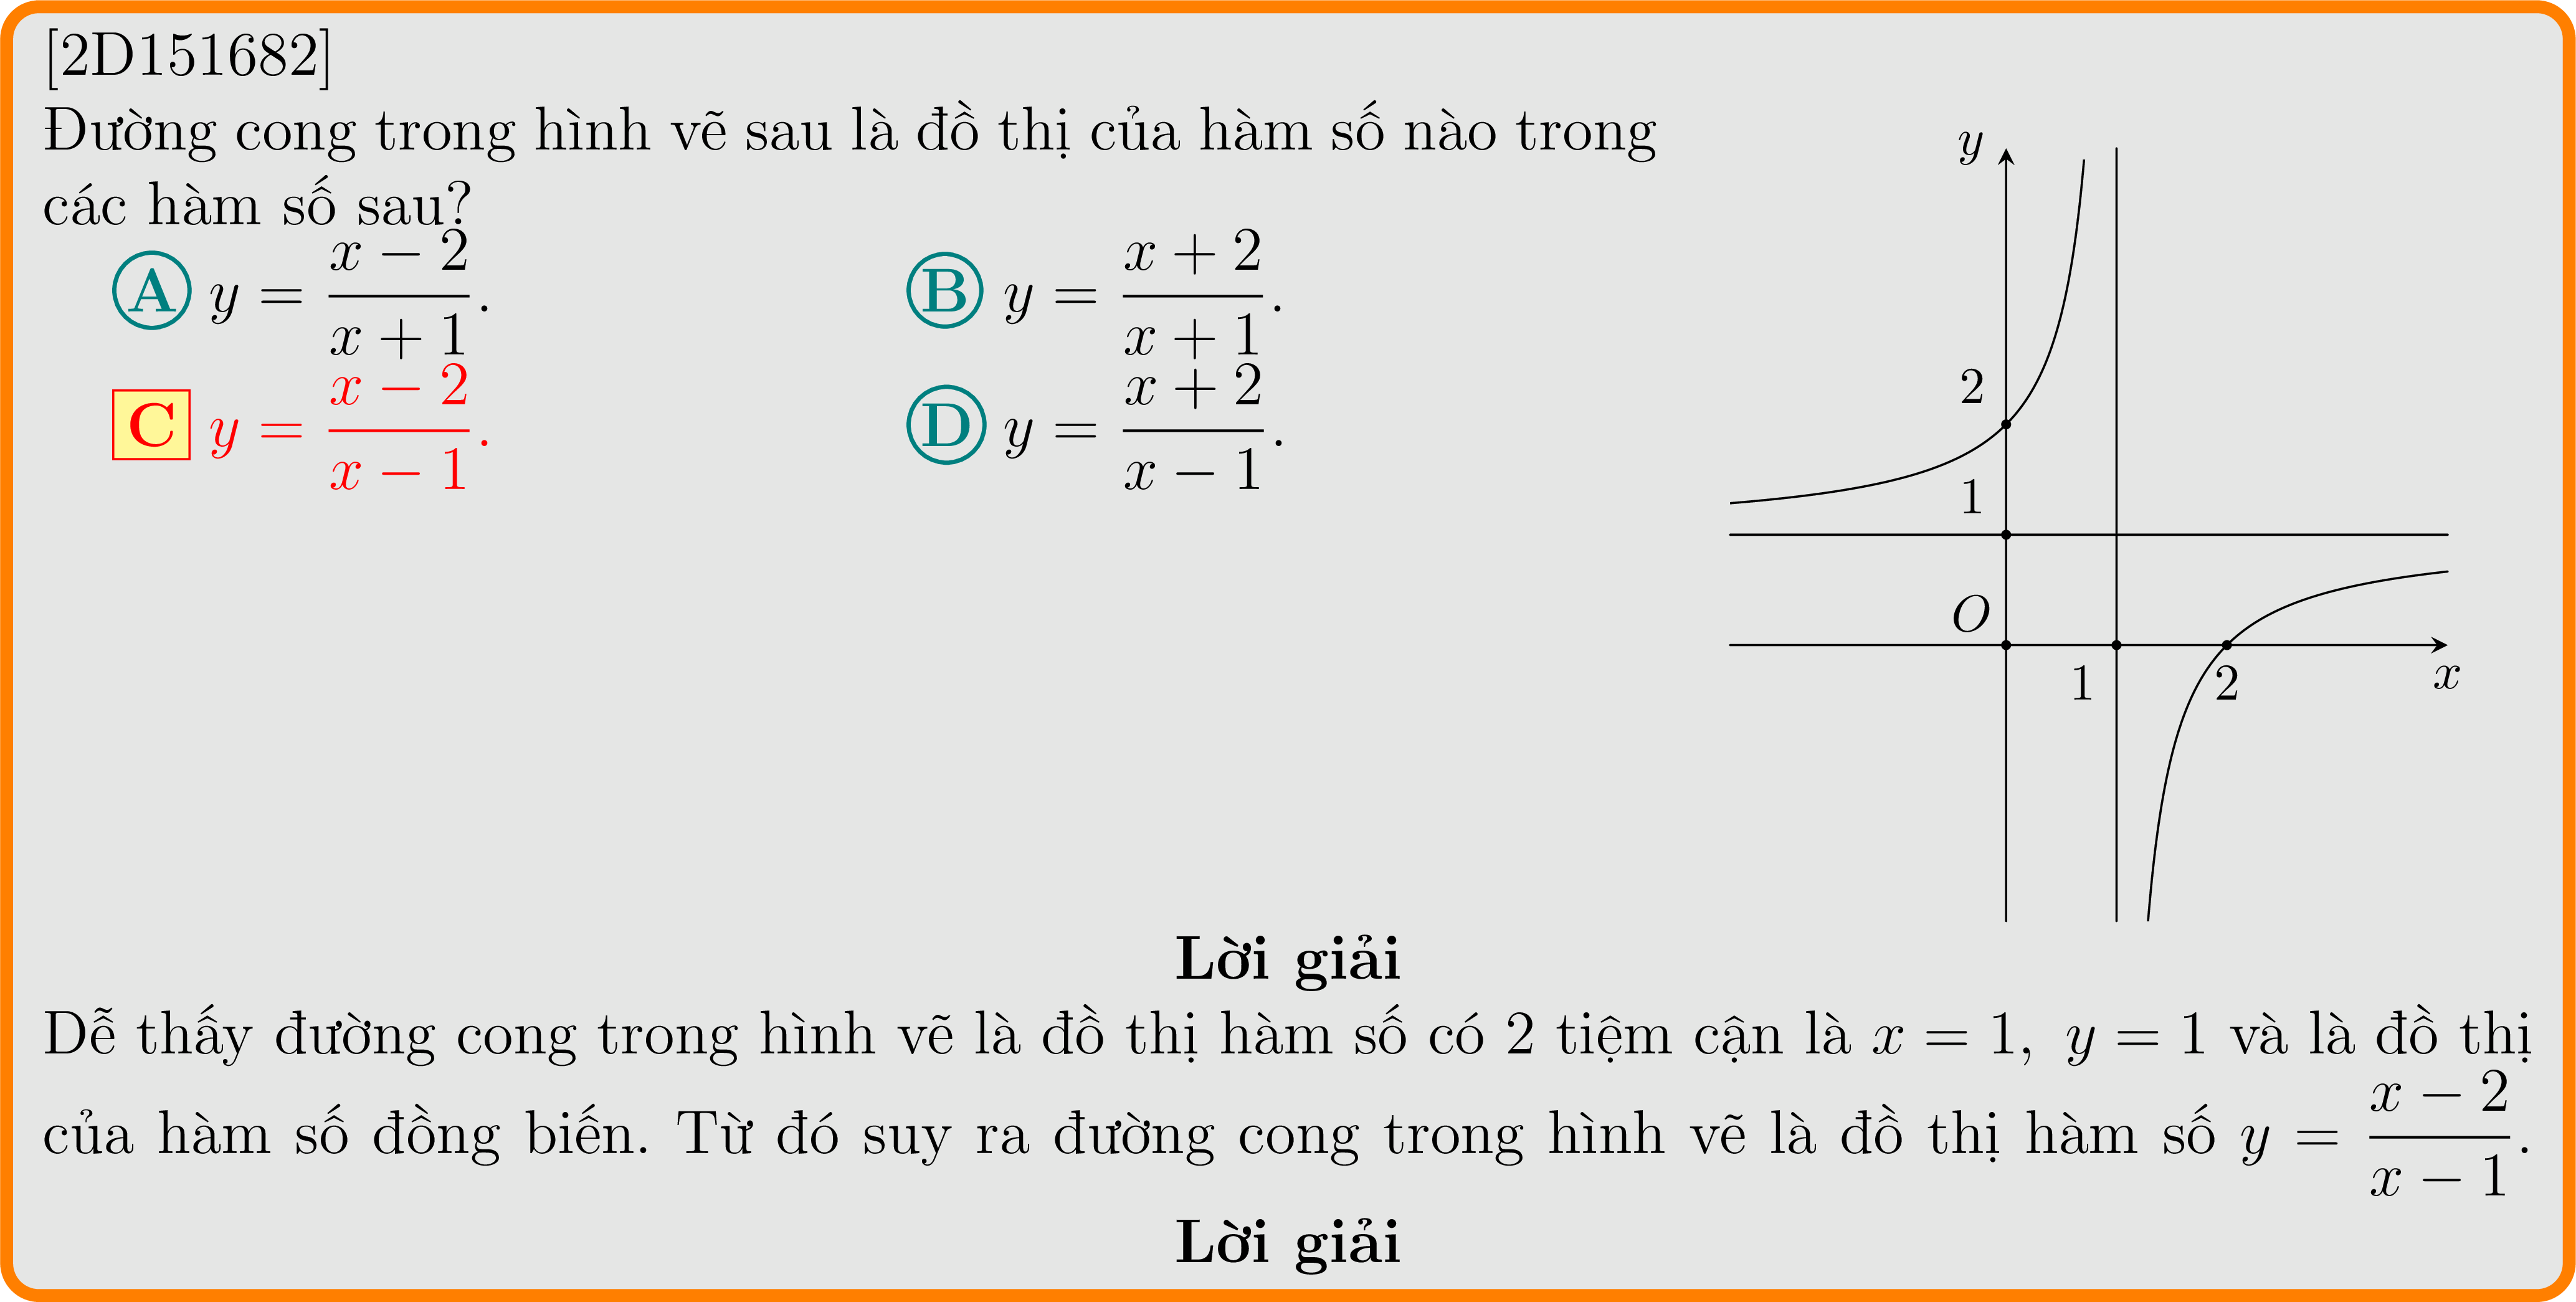 [2D151682]
Đường cong trong hình vẽ sau là đồ thị của hàm số nào trong
các hàm số sau?
A y = \frac{x − 2}{x + 1}.
B y = \frac{x + 2}{x + 1}.
C y = \frac{x − 2}{x − 1}.
D y = \frac{x + 2}{x − 1}.
y
2
1
O
1
2
x
Lời giải
Dễ thấy đường cong trong hình vẽ là đồ thị hàm số có 2 tiệm cận là x = 1, y = 1 và là đồ thị
của hàm số đồng biến. Từ đó suy ra đường cong trong hình vẽ là đồ thị hàm số y = \frac{x − 2}{x − 1}.
Lời giải